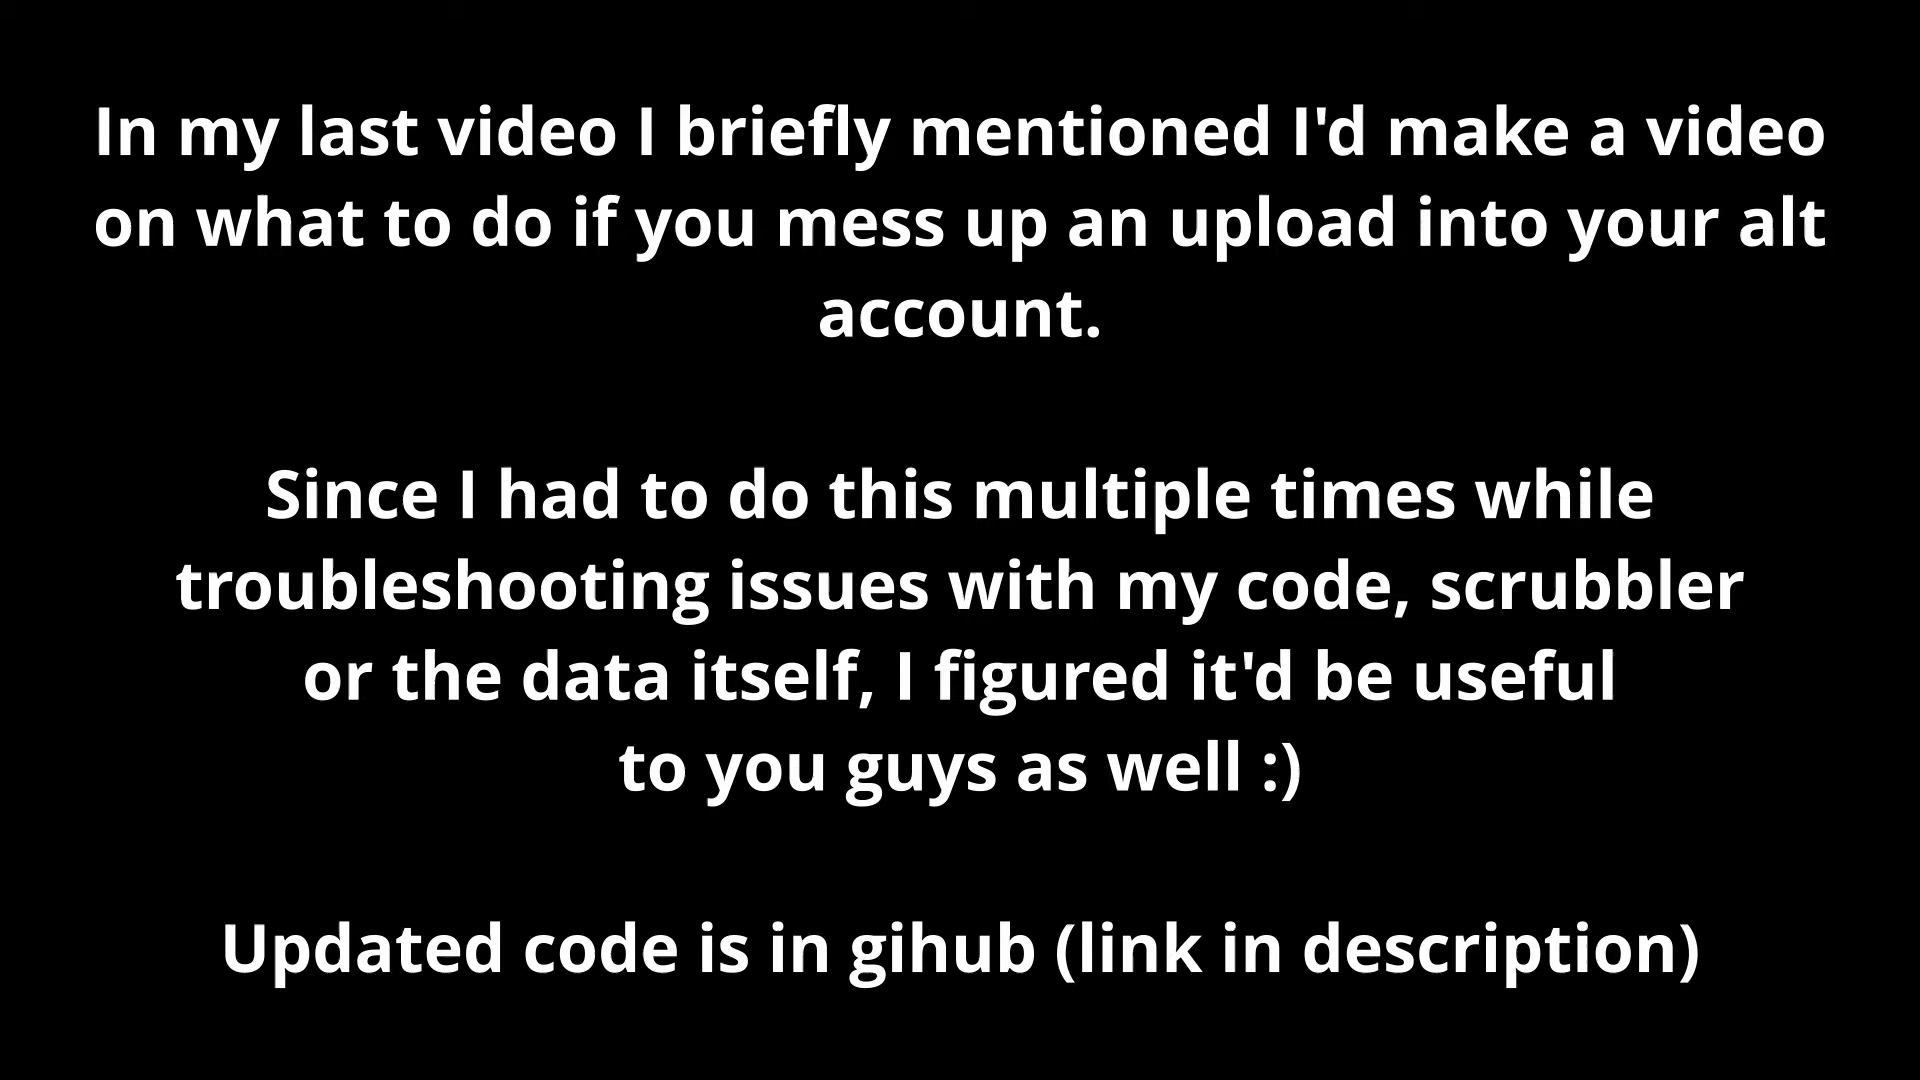 In my last video I briefly mentioned I'd make a video
on what to do if you mess up an upload into your alt
account.
Since I had to do this multiple times while
troubleshooting issues with my code, scrubbler
or the data itself, I figured it'd be useful
to you guys as well :)
Updated code is in gihub (link in description)